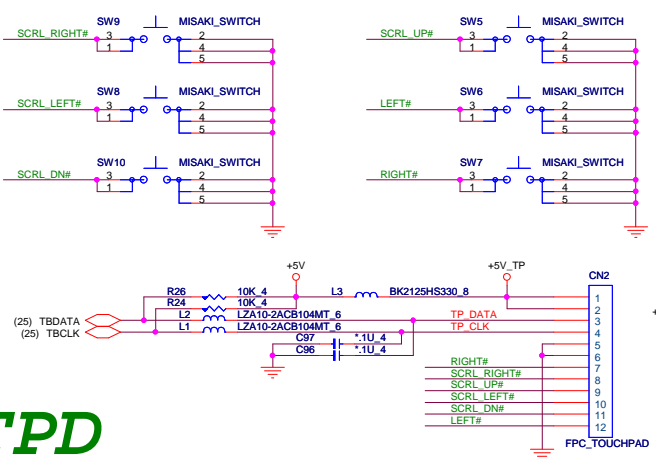 SW9 MISAKI_SWITCH
SCRL_RIGHT# 3 2
1 4
5
SW5 MISAKI_SWITCH
SCRL_UP# 3 2
1 4
5
SW8 MISAKI_SWITCH
SCRL_LEFT# 3 2
1 4
5
SW6 MISAKI_SWITCH
LEFT# 3 2
1 4
5
SW10 MISAKI_SWITCH
SCRL_DN# 3 2
1 4
5
SW7 MISAKI_SWITCH
RIGHT# 3 2
1 4
5
+5V +5V_TP
CN2
R26 10K_4 L3 BK2125HS330_8
R24 10K_4
L2 LZA10-2ACB104MT_6 TP_DATA
(25) TBDATA
L1 LZA10-2ACB104MT_6 TP_CLK
(25) TBCLK
C97 *.1U_4
C96 *.1U_4
1
2
3
4
5
6
RIGHT# 7
SCRL_RIGHT# 8
SCRL_UP# 9
SCRL_LEFT# 10
SCRL_DN# 11
LEFT# 12
FPC_TOUCHPAD
TPD